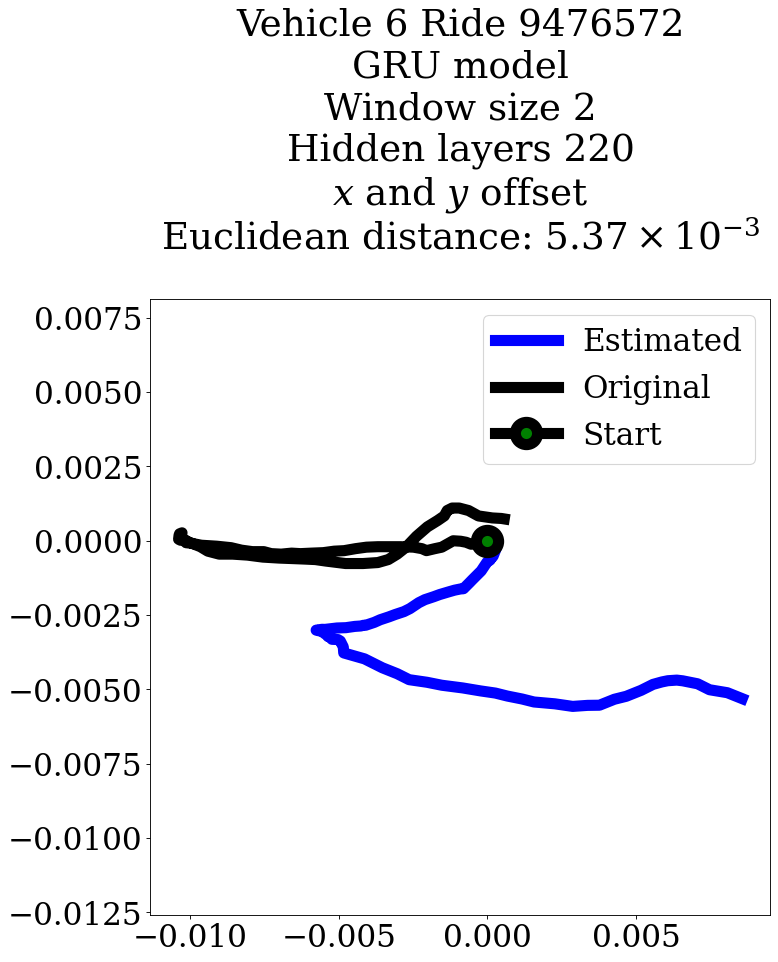 Vehicle 6 Ride 9476572
GRU model
Window size 2
Hidden layers 220
x and y offset
Euclidean distance: 5.37 × 10⁻³
Estimated
Original
Start
0.0075
0.0050
0.0025
0.0000
−0.0025
−0.0050
−0.0075
−0.0100
−0.0125
−0.010 −0.005 0.000 0.005